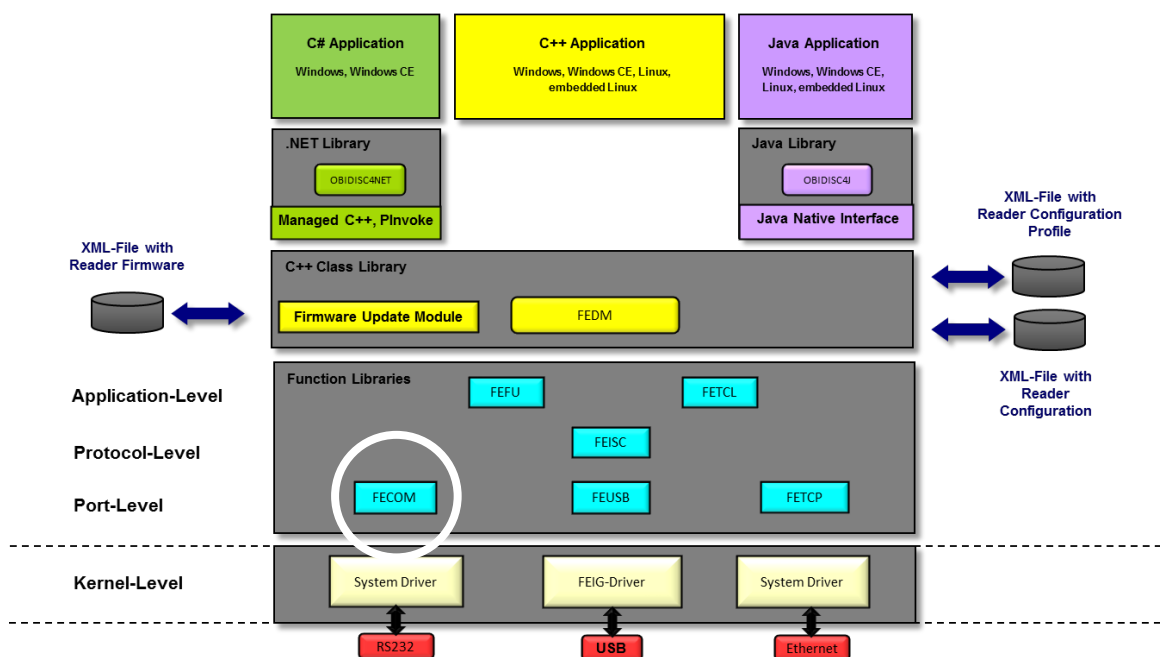 C# Application
Windows, Windows CE
C++ Application
Windows, Windows CE, Linux,
embedded Linux
Java Application
Windows, Windows CE,
Linux, embedded Linux
.NET Library
OBIDISC4NET
Managed C++, PInvoke
Java Library
OBIDISC4J
Java Native Interface
XML-File with
Reader Firmware
XML-File with
Reader Configuration
Profile
C++ Class Library
Firmware Update Module
FEDM
XML-File with
Reader
Configuration
Function Libraries
Application-Level
FEFU
FETCL
Protocol-Level
FEISC
Port-Level
FECOM
FEUSB
FETCP
Kernel-Level
System Driver
FEIG-Driver
System Driver
RS232
USB
Ethernet